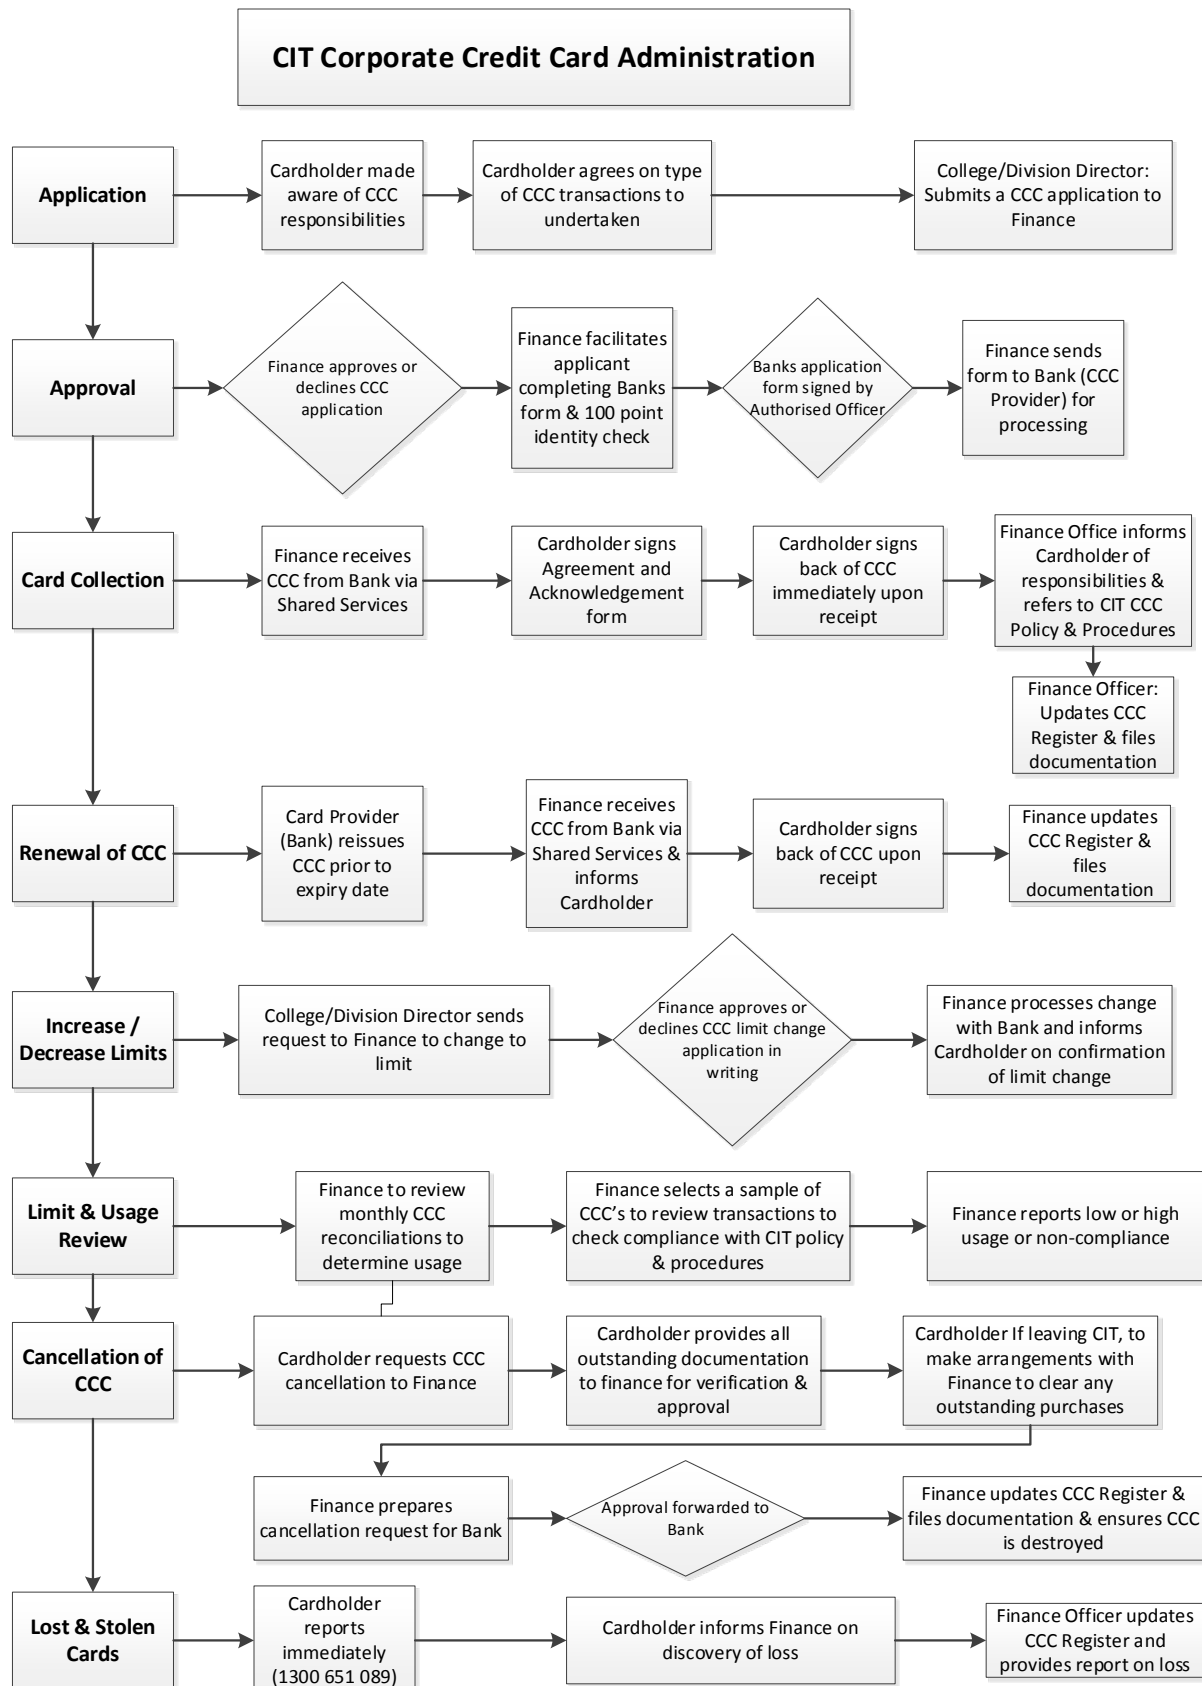 CIT Corporate Credit Card Administration
Application
Cardholder made
aware of CCC
responsibilities
Cardholder agrees on type
of CCC transactions to
undertaken
College/Division Director:
Submits a CCC application to
Finance
Approval
Finance approves or
declines CCC
application
Finance facilitates
applicant
completing Banks
form & 100 point
identity check
Banks application
form signed by
Authorised Officer
Finance sends
form to Bank (CCC
Provider) for
processing
Card Collection
Finance receives
CCC from Bank via
Shared Services
Cardholder signs
Agreement and
Acknowledgement
form
Cardholder signs
back of CCC
immediately upon
receipt
Finance Office informs
Cardholder of
responsibilities &
refers to CIT CCC
Policy & Procedures
Finance Officer:
Updates CCC
Register & files
documentation
Renewal of CCC
Card Provider
(Bank) reissues
CCC prior to
expiry date
Finance receives
CCC from Bank via
Shared Services &
informs
Cardholder
Cardholder signs
back of CCC upon
receipt
Finance updates
CCC Register &
files
documentation
Increase /
Decrease Limits
College/Division Director sends
request to Finance to change to
limit
Finance approves or
declines CCC limit change
application in
writing
Finance processes change
with Bank and informs
Cardholder on confirmation
of limit change
Limit & Usage
Review
Finance to review
monthly CCC
reconciliations to
determine usage
Finance selects a sample of
CCC's to review transactions to
check compliance with CIT policy
& procedures
Finance reports low or high
usage or non-compliance
Cancellation of
CCC
Cardholder requests CCC
cancellation to Finance
Cardholder provides all
outstanding documentation
to finance for verification &
approval
Cardholder If leaving CIT, to
make arrangements with
Finance to clear any
outstanding purchases
Finance prepares
cancellation request for Bank
Approval forwarded to
Bank
Finance updates CCC Register &
files documentation & ensures CCC
is destroyed
Lost & Stolen
Cards
Cardholder
reports
immediately
(1300 651 089)
Cardholder informs Finance on
discovery of loss
Finance Officer updates
CCC Register and
provides report on loss